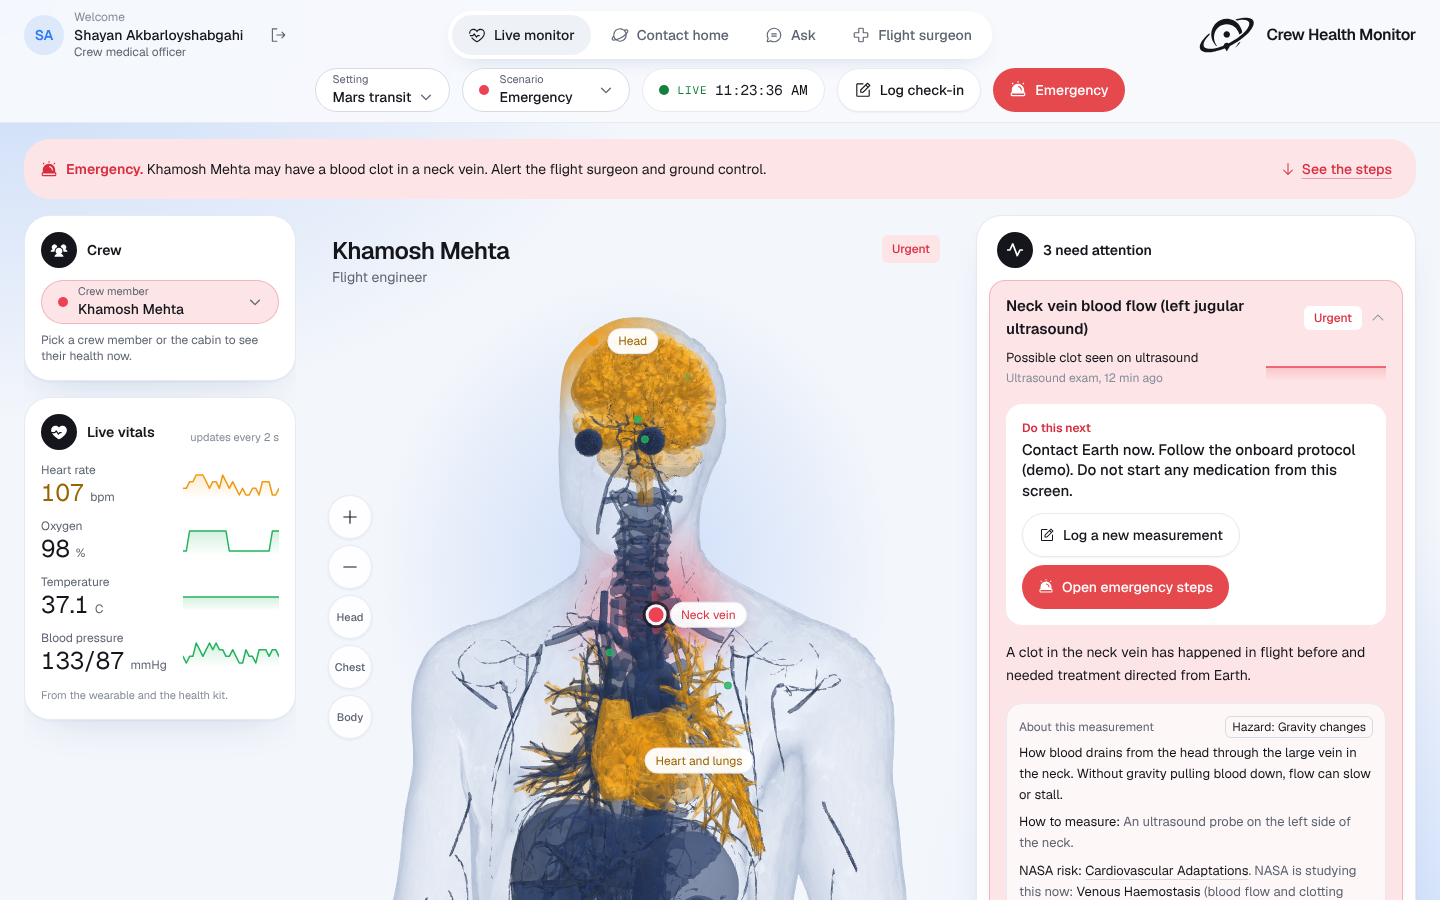 SA
Welcome
Shayan Akbarloyshabgahi
Crew medical officer
Live monitor
Contact home
Ask
Flight surgeon
Crew Health Monitor
Setting
Mars transit
Scenario
Emergency
LIVE 11:23:36 AM
Log check-in
Emergency
Emergency. Khamosh Mehta may have a blood clot in a neck vein. Alert the flight surgeon and ground control.
See the steps
Crew
Crew member
Khamosh Mehta
Pick a crew member or the cabin to see
their health now.
Live vitals
updates every 2 s
Heart rate
107 bpm
Oxygen
98 %
Temperature
37.1 C
Blood pressure
133/87 mmHg
From the wearable and the health kit.
Khamosh Mehta
Flight engineer
Urgent
Head
Neck vein
Heart and lungs
Head
Chest
Body
3 need attention
Neck vein blood flow (left jugular
ultrasound)
Urgent
Possible clot seen on ultrasound
Ultrasound exam, 12 min ago
Do this next
Contact Earth now. Follow the onboard protocol
(demo). Do not start any medication from this
screen.
Log a new measurement
Open emergency steps
A clot in the neck vein has happened in flight before and
needed treatment directed from Earth.
About this measurement
Hazard: Gravity changes
How blood drains from the head through the large vein in
the neck. Without gravity pulling blood down, flow can slow
or stall.
How to measure: An ultrasound probe on the left side of
the neck.
NASA risk: Cardiovascular Adaptations. NASA is studying
this now: Venous Haemostasis (blood flow and clotting